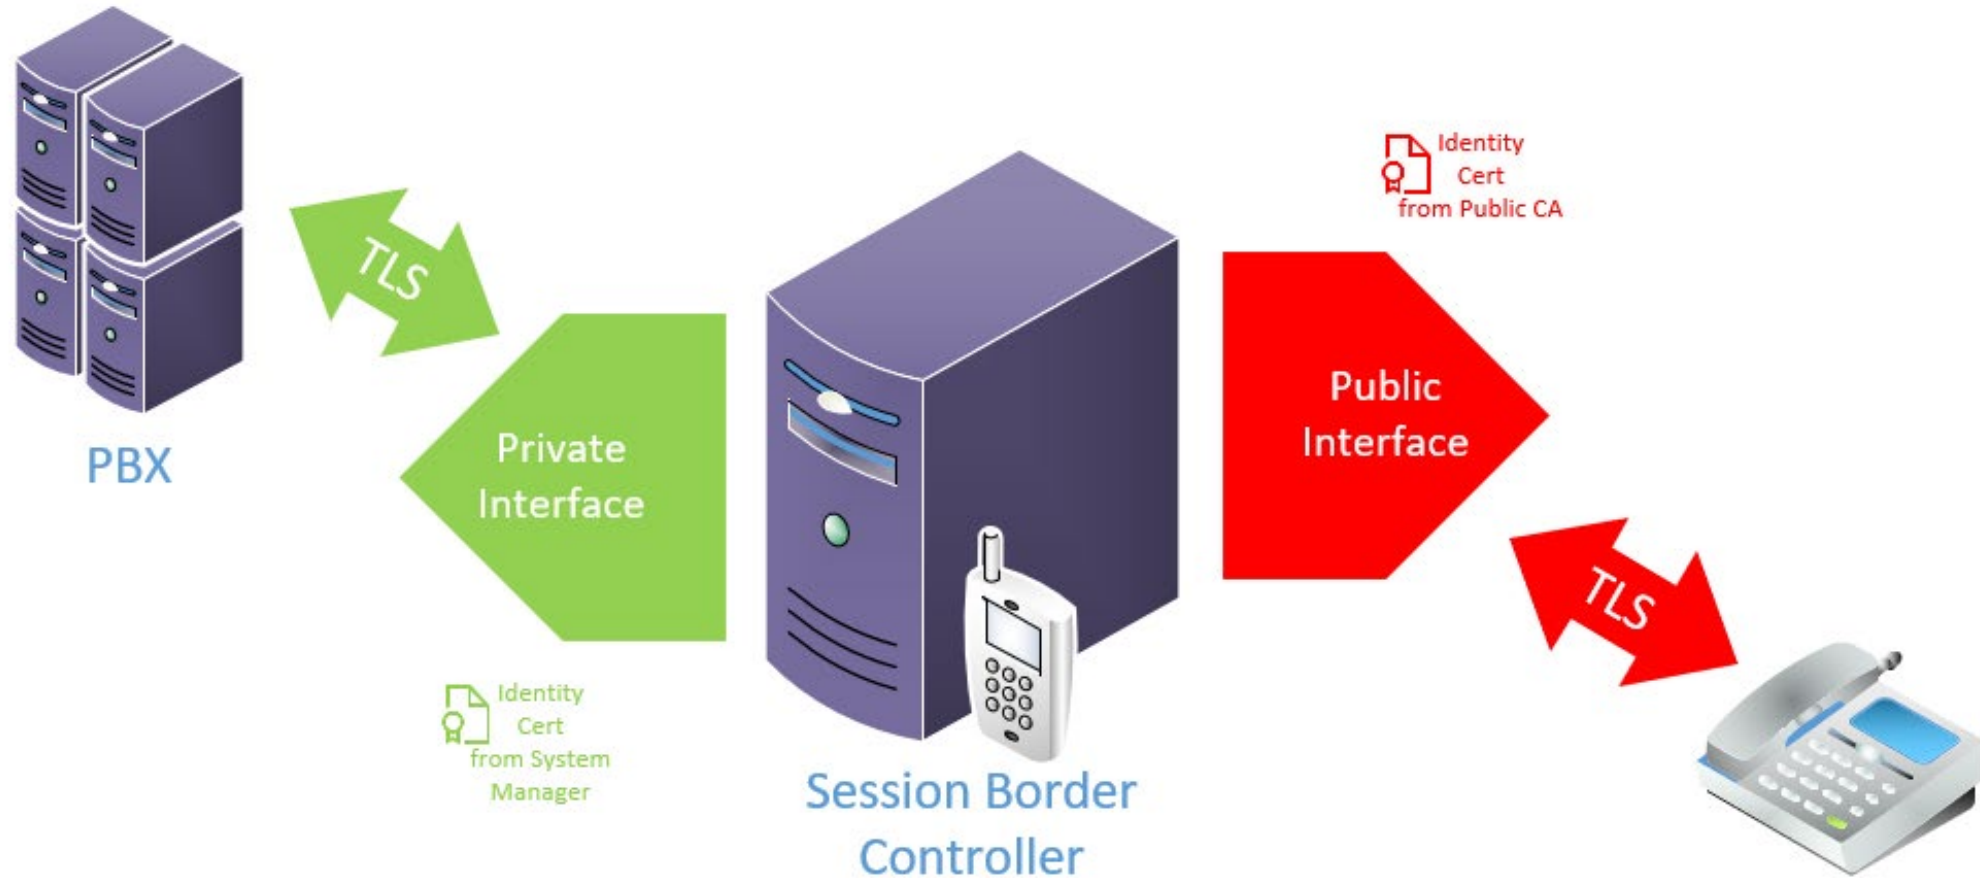 PBX
TLS
Private
Interface
Identity
Cert
from System
Manager
Session Border
Controller
Identity
Cert
from Public CA
Public
Interface
TLS